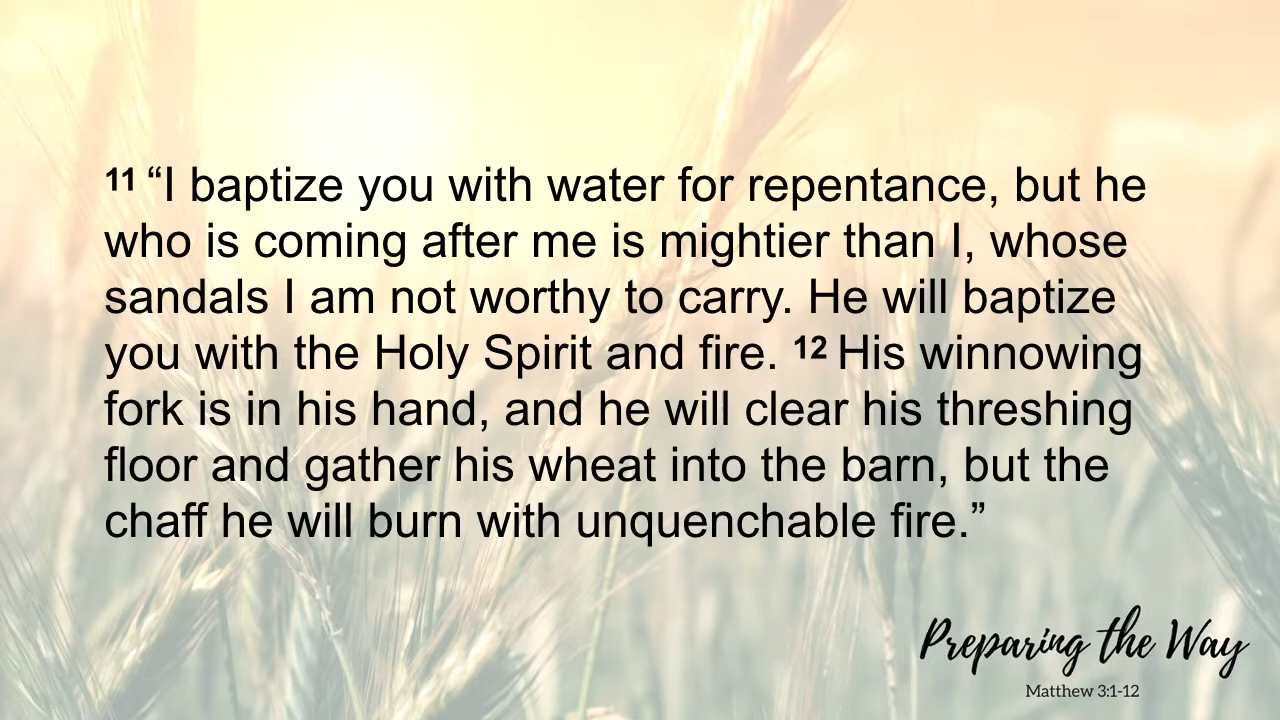 11 “I baptize you with water for repentance, but he
who is coming after me is mightier than I, whose
sandals I am not worthy to carry. He will baptize
you with the Holy Spirit and fire. 12 His winnowing
fork is in his hand, and he will clear his threshing
floor and gather his wheat into the barn, but the
chaff he will burn with unquenchable fire.”
Preparing the Way
Matthew 3:1-12